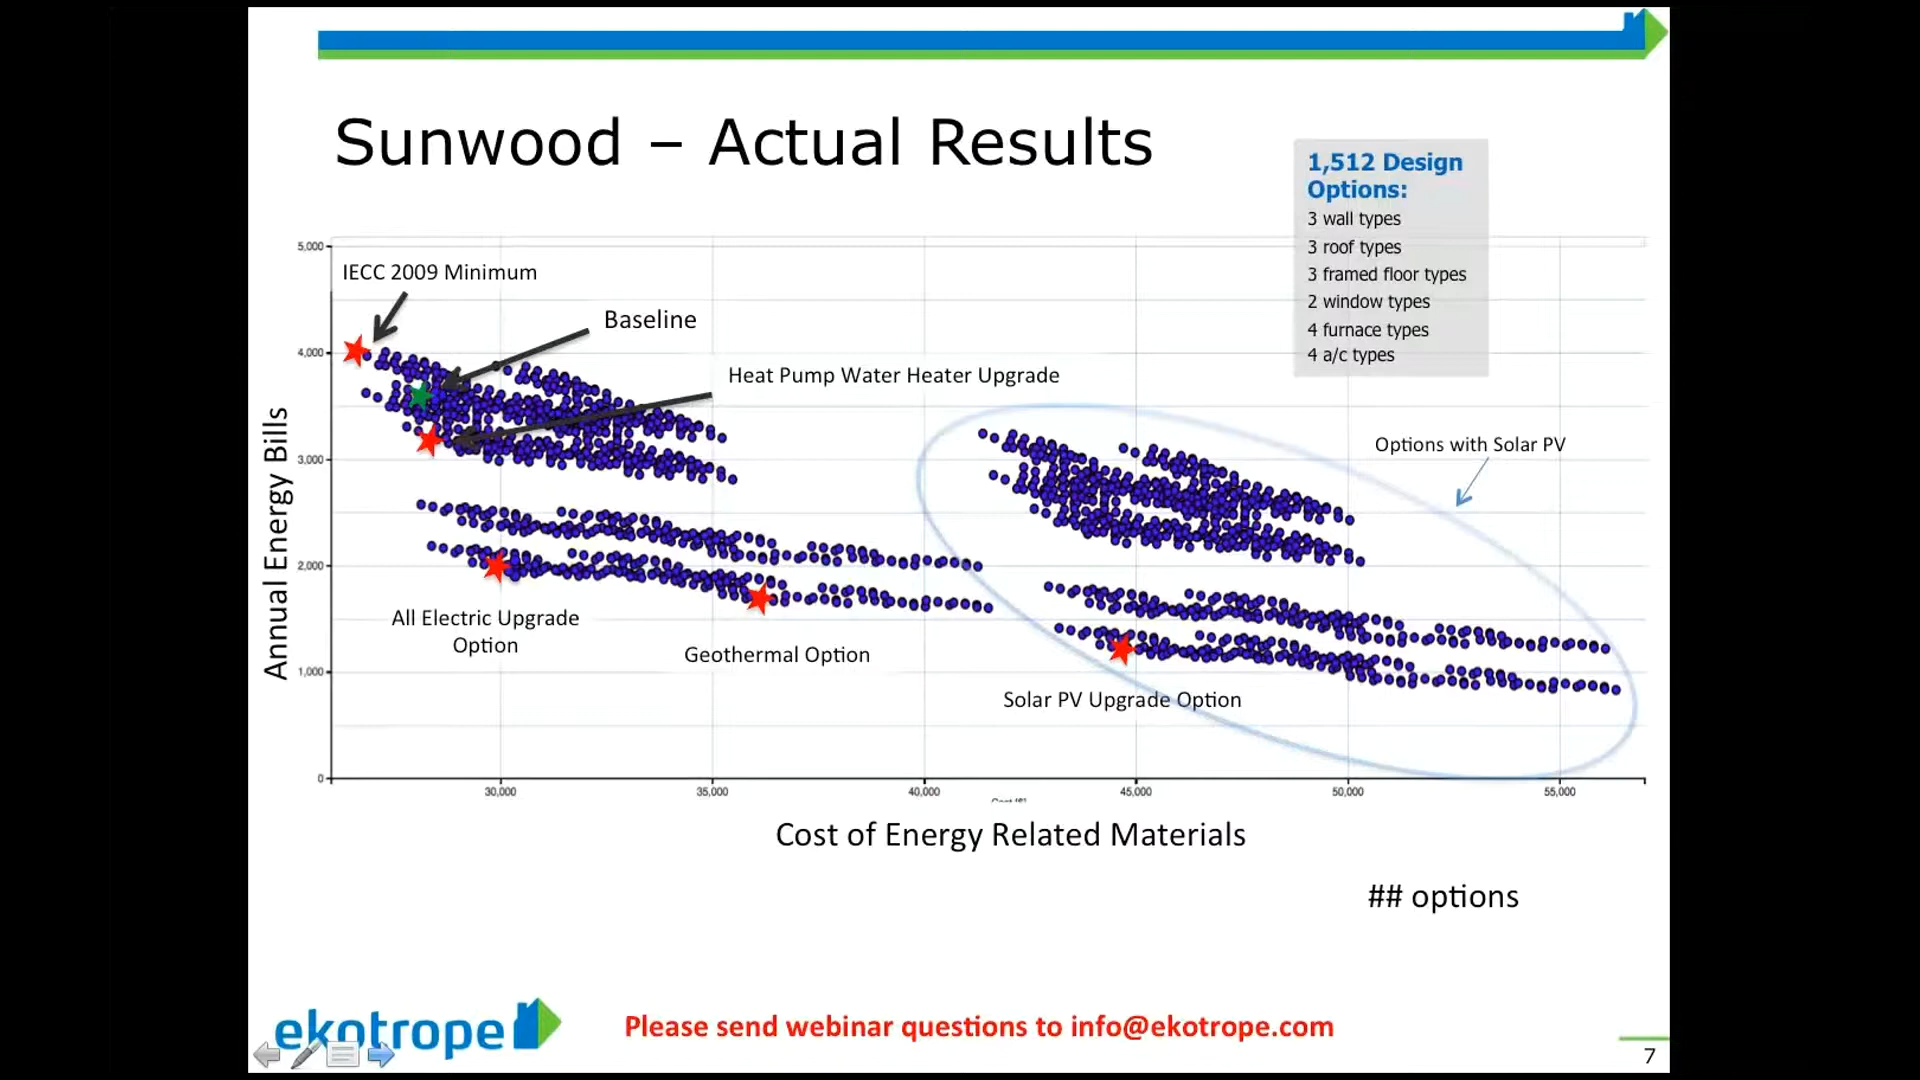 Sunwood – Actual Results
1,512 Design
Options:
3 wall types
3 roof types
3 framed floor types
2 window types
4 furnace types
4 a/c types
5,000
4,000
3,000
2,000
1,000
0
Annual Energy Bills
IECC 2009 Minimum
Baseline
Heat Pump Water Heater Upgrade
Options with Solar PV
All Electric Upgrade
Option
Geothermal Option
Solar PV Upgrade Option
30,000
35,000
40,000
45,000
50,000
55,000
Cost of Energy Related Materials
## options
ekotrope
Please send webinar questions to info@ekotrope.com
7